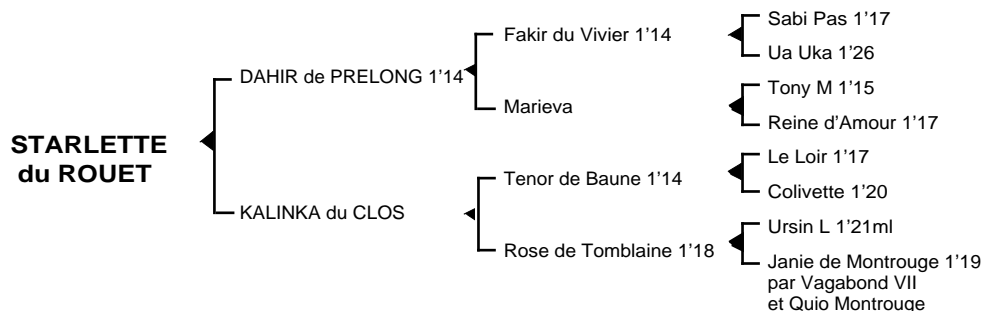 STARLETTE
du ROUET
DAHIR de PRELONG 1’14
KALINKA du CLOS
Fakir du Vivier 1’14
Marieva
Tenor de Baune 1’14
Rose de Tomblaine 1’18
Sabi Pas 1’17
Ua Uka 1’26
Tony M 1’15
Reine d’Amour 1’17
Le Loir 1’17
Colivette 1’20
Ursin L 1’21ml
Janie de Montrouge 1’19
par Vagabond VII
et Quio Montrouge